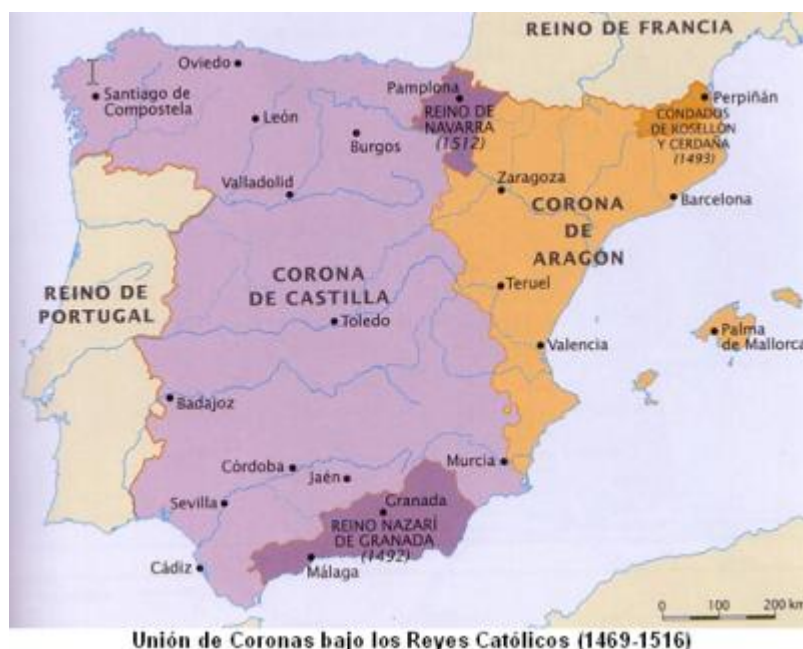 REINO DE FRANCIA
Oviedo
Santiago de
Compostela
Pamplona
REINO DE
NAVARRA
(1512)
Perpiñán
CONDADOS
DE ROSELLÓN
Y CERDAÑA
(1493)
León
Burgos
Valladolid
Zaragoza
Barcelona
CORONA
DE
ARAGÓN
CORONA
DE CASTILLA
REINO DE
PORTUGAL
Teruel
Toledo
Palma
de Mallorca
Valencia
Badajoz
Córdoba
Jaén
Murcia
Sevilla
Granada
REINO NAZARÍ
DE GRANADA
(1492)
Cádiz
Málaga
0 100 200 km
Unión de Coronas bajo los Reyes Católicos (1469-1516)